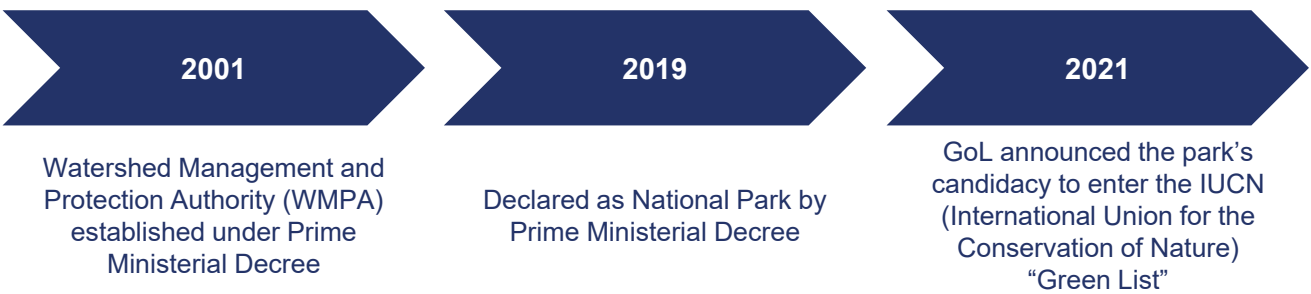 2001
Watershed Management and
Protection Authority (WMPA)
established under Prime
Ministerial Decree
2019
Declared as National Park by
Prime Ministerial Decree
2021
GoL announced the park’s
candidacy to enter the IUCN
(International Union for the
Conservation of Nature)
“Green List”